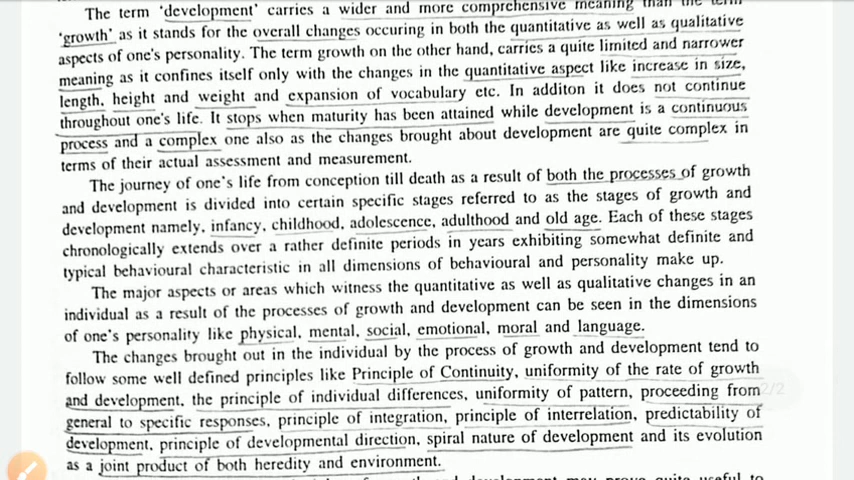 The term 'development' carries a wider and more comprehensive meaning than the term
'growth' as it stands for the overall changes occuring in both the quantitative as well as qualitative
aspects of one's personality. The term growth on the other hand, carries a quite limited and narrower
meaning as it confines itself only with the changes in the quantitative aspect like increase in size,
length, height and weight and expansion of vocabulary etc. In additon it does not continue
throughout one's life. It stops when maturity has been attained while development is a continuous
process and a complex one also as the changes brought about development are quite complex in
terms of their actual assessment and measurement.
The journey of one's life from conception till death as a result of both the processes of growth
and development is divided into certain specific stages referred to as the stages of growth and
development namely, infancy, childhood, adolescence, adulthood and old age. Each of these stages
chronologically extends over a rather definite periods in years exhibiting somewhat definite and
typical behavioural characteristic in all dimensions of behavioural and personality make up.
The major aspects or areas which witness the quantitative as well as qualitative changes in an
individual as a result of the processes of growth and development can be seen in the dimensions
of one's personality like physical, mental, social, emotional, moral and language.
The changes brought out in the individual by the process of growth and development tend to
follow some well defined principles like Principle of Continuity, uniformity of the rate of growth
and development, the principle of individual differences, uniformity of pattern, proceeding from
general to specific responses, principle of integration, principle of interrelation, predictability of
development, principle of developmental direction, spiral nature of development and its evolution
as a joint product of both heredity and environment.
2/2